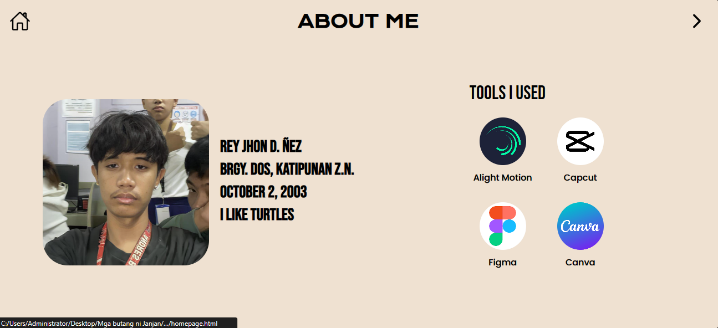 ABOUT ME
REY JHON D. ÑEZ
BRGY. DOS, KATIPUNAN Z.N.
OCTOBER 2, 2003
I LIKE TURTLES
TOOLS I USED
Alight Motion
Capcut
Canva
Figma
Canva
C:/Users/Administrator/Desktop/Mga butang ni Janjan/.../homepage.html